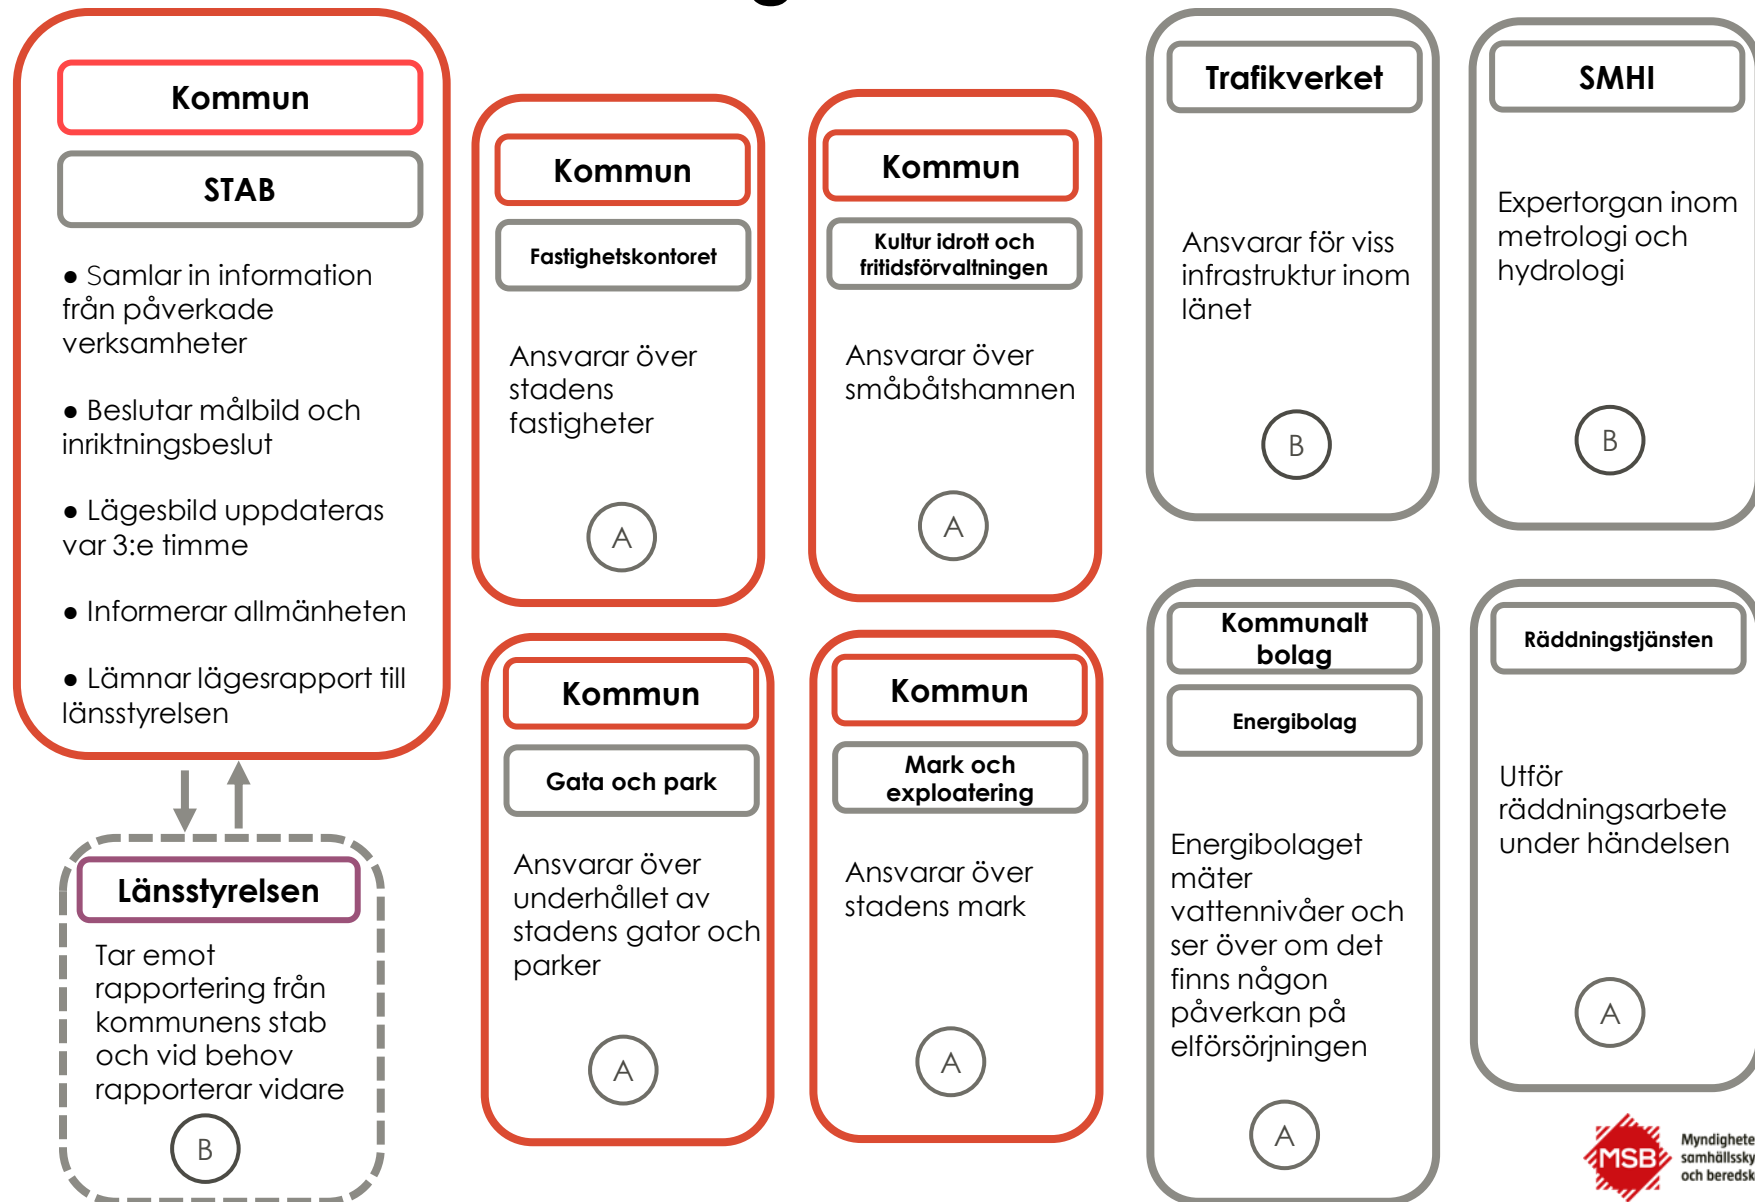 Kommun
STAB
● Samlar in information
från påverkade
verksamheter
● Beslutar målbild och
inriktningsbeslut
● Lägesbild uppdateras
var 3:e timme
● Informerar allmänheten
● Lämnar lägesrapport till
länsstyrelsen
Länsstyrelsen
Tar emot
rapportering från
kommunens stab
och vid behov
rapporterar vidare
B
Kommun
Fastighetskontoret
Ansvarar över
stadens
fastigheter
A
Kommun
Kultur idrott och
fritidsförvaltningen
Ansvarar över
småbåtshamnen
A
Kommun
Gata och park
Ansvarar över
underhållet av
stadens gator och
parker
A
Kommun
Mark och
exploatering
Ansvarar över
stadens mark
A
Trafikverket
Ansvarar för viss
infrastruktur inom
länet
B
SMHI
Expertorgan inom
metrologi och
hydrologi
B
Kommunalt
bolag
Energibolag
Energibolaget
mäter
vattennivåer och
ser över om det
finns någon
påverkan på
elförsörjningen
A
Räddningstjänsten
Utför
räddningsarbete
under händelsen
A
MSB
Myndighete
samhällssky
och beredsk